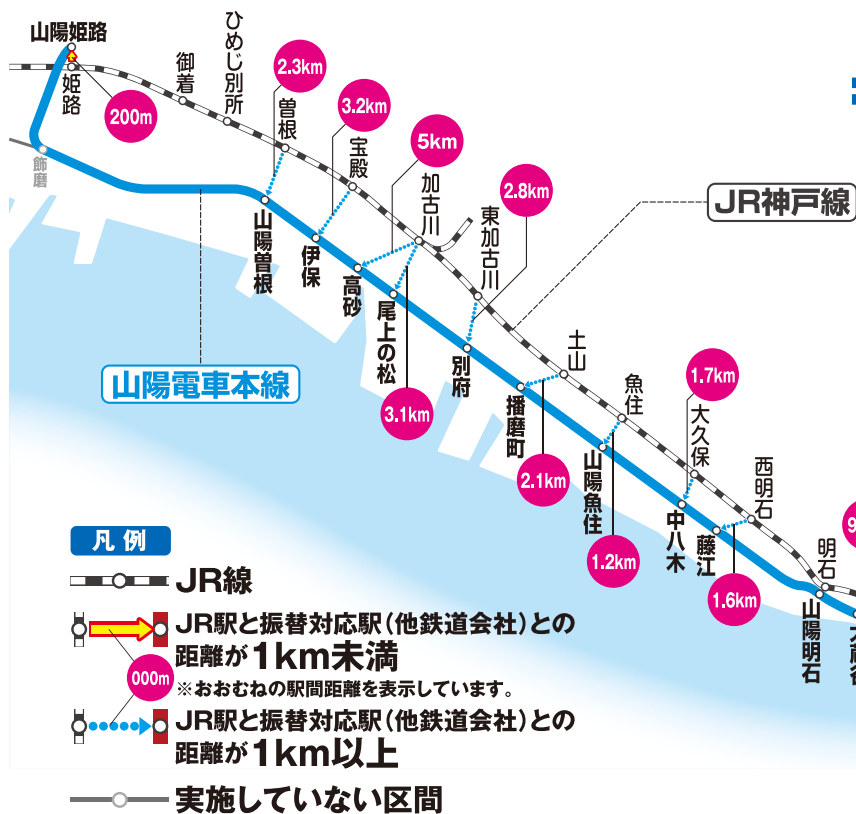 山陽姫路
姫路
200m
御着
ひめじ別所
2.3km
曽根
3.2km
宝殿
5km
加古川
2.8km
東加古川
JR神戸線
飾磨
山陽曽根
伊保
高砂
尾上の松
別府
土山
播磨町
山陽電車本線
3.1km
魚住
1.7km
大久保
2.1km
山陽魚住
西明石
中八木
藤江
1.2km
1.6km
9
明石
山陽明石
凡例
JR線
JR駅と振替対応駅(他鉄道会社)との
距離が1km未満
000m
※おおむねの駅間距離を表示しています。
JR駅と振替対応駅(他鉄道会社)との
距離が1km以上
実施していない区間